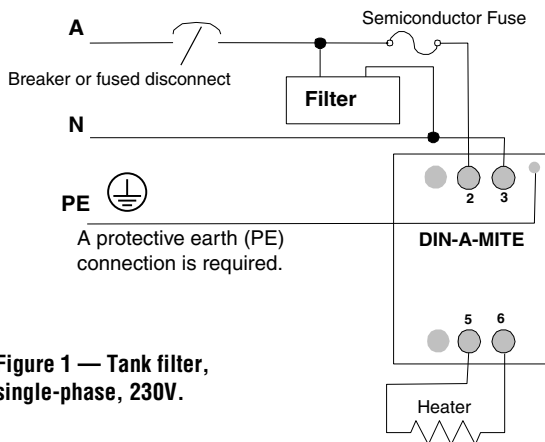 Semiconductor Fuse
A
Breaker or fused disconnect
Filter
N
PE
2 3
A protective earth (PE)
connection is required.
DIN-A-MITE
5 6
Figure 1 — Tank filter,
single-phase, 230V.
Heater